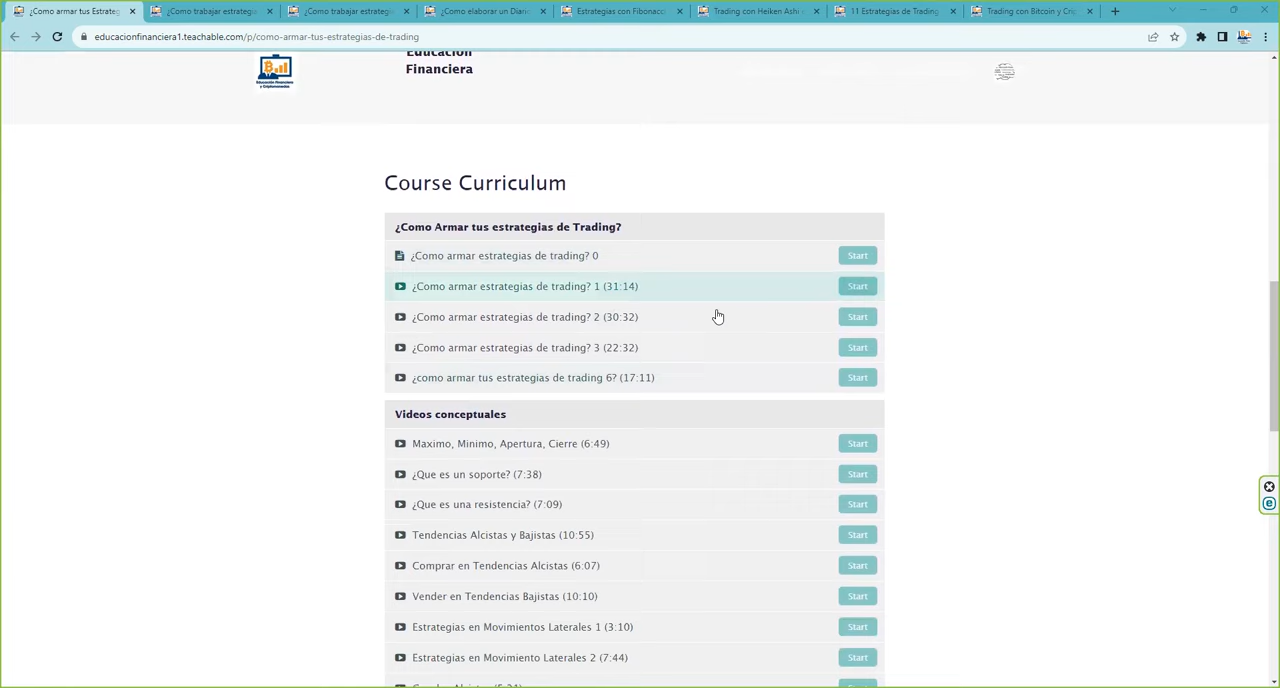 ¿Como armar tus Estrateg
¿Como trabajar estrategi
¿Como trabajar estrategi
¿Como elaborar un Diari
Estrategias con Fibonacc
Trading con Heiken Ashi
11 Estrategias de Trading
Trading con Bitcoin y Crip
educacionfinanciera1.teachable.com/p/como-armar-tus-estrategias-de-trading
Educación
Financiera
Educación Financiera
y Criptomonedas
Course Curriculum
¿Como Armar tus estrategias de Trading?
¿Como armar estrategias de trading? 0 Start
¿Como armar estrategias de trading? 1 (31:14) Start
¿Como armar estrategias de trading? 2 (30:32) Start
¿Como armar estrategias de trading? 3 (22:32) Start
¿como armar tus estrategias de trading 6? (17:11) Start
Videos conceptuales
Maximo, Minimo, Apertura, Cierre (6:49) Start
¿Que es un soporte? (7:38) Start
¿Que es una resistencia? (7:09) Start
Tendencias Alcistas y Bajistas (10:55) Start
Comprar en Tendencias Alcistas (6:07) Start
Vender en Tendencias Bajistas (10:10) Start
Estrategias en Movimientos Laterales 1 (3:10) Start
Estrategias en Movimiento Laterales 2 (7:44) Start